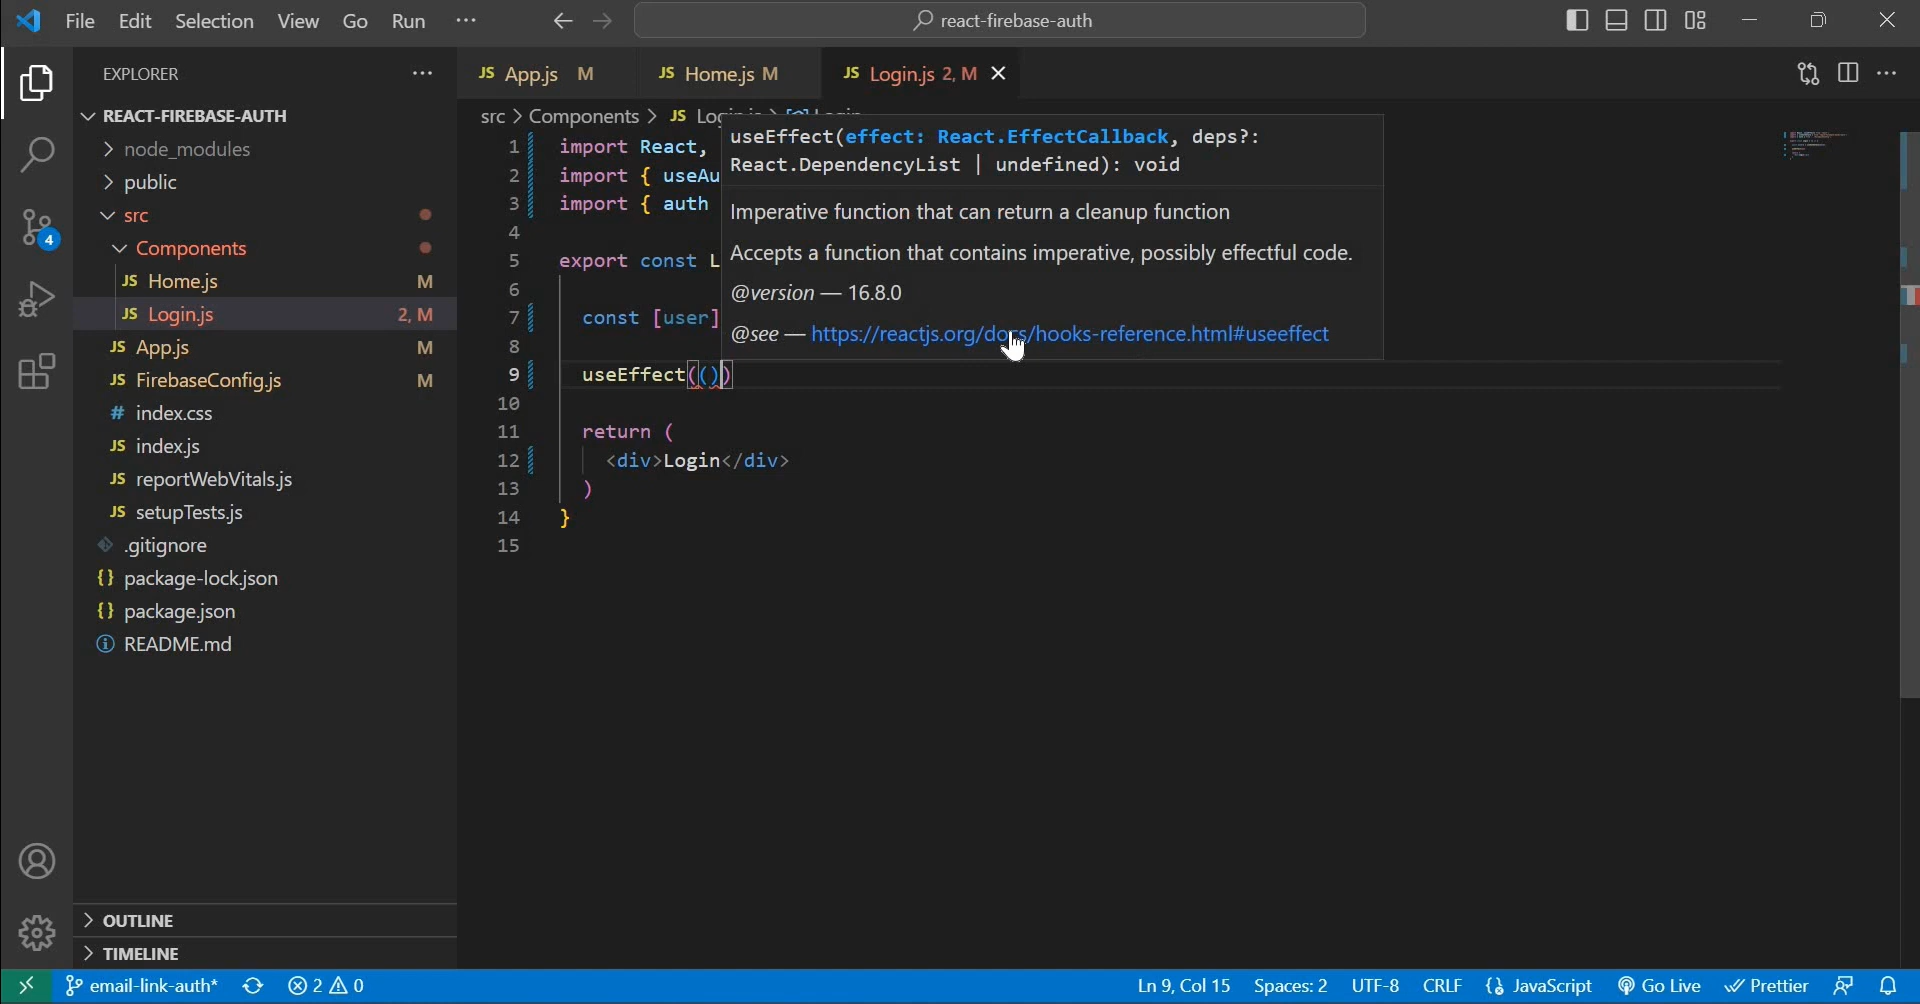 File Edit Selection View Go Run ··· react-firebase-auth
EXPLORER ···
REACT-FIREBASE-AUTH
node_modules
public
src
Components
JS Home.js M
JS Login.js 2, M
JS App.js M
JS FirebaseConfig.js M
# index.css
JS index.js
JS reportWebVitals.js
JS setupTests.js
.gitignore
{} package-lock.json
{} package.json
README.md
OUTLINE
TIMELINE
4
JS App.js M JS Home.js M JS Login.js 2, M
src > Components > JS
useEffect(effect: React.EffectCallback, deps?:
React.DependencyList | undefined): void
Imperative function that can return a cleanup function
Accepts a function that contains imperative, possibly effectful code.
@version — 16.8.0
@see — https://reactjs.org/docs/hooks-reference.html#useeffect
1 import React,
2 import { useAu
3 import { auth
4
5 export const L
6
7 const [user]
8
9 useEffect(())
10
11 return (
12 <div>Login</div>
13 )
14 }
15
email-link-auth* 2 0 Ln 9, Col 15 Spaces: 2 UTF-8 CRLF {} JavaScript Go Live Prettier